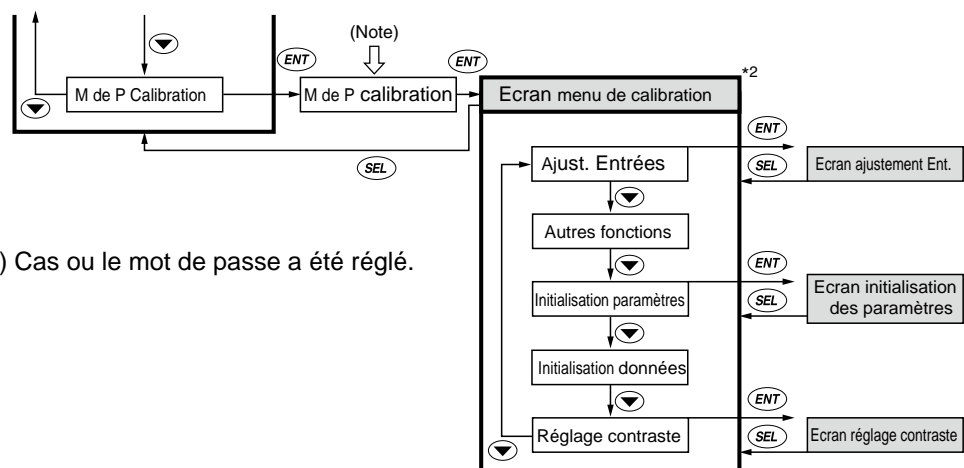 (Note)
ENT
ENT
M de P Calibration
M de P calibration
Ecran menu de calibration
*2
SEL
ENT
Ajust. Entrées
SEL
Ecran ajustement Ent.
Autres fonctions
) Cas ou le mot de passe a été réglé.
ENT
Initialisation paramètres
SEL
Ecran initialisation
des paramètres
Initialisation données
ENT
Réglage contraste
SEL
Ecran réglage contraste